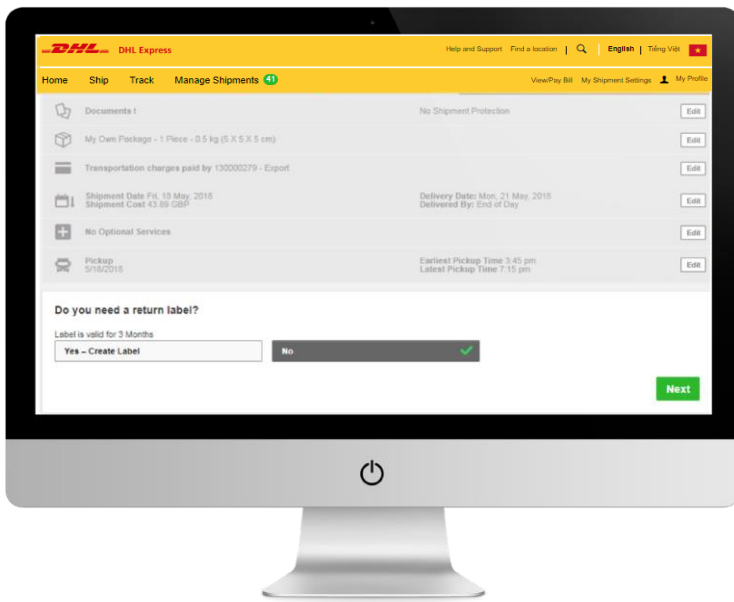 DHL DHL Express
Help and Support Find a location | English | Tiếng Việt
Home Ship Track Manage Shipments 41
View/Pay Bill My Shipment Settings My Profile
Documents 1 No Shipment Protection Edit
My Own Package - 1 Piece - 0.5 kg (5 X 5 X 5 cm) Edit
Transportation charges paid by 130000279 - Export Edit
Shipment Date Fri, 18 May, 2018 Delivery Date: Mon, 21 May, 2018 Edit
Shipment Cost 43.89 GBP Delivered By: End of Day
No Optional Services Edit
Pickup Earliest Pickup Time 3:45 pm Edit
5/18/2018 Latest Pickup Time 7:15 pm
Do you need a return label?
Label is valid for 3 Months
Yes – Create Label No
Next